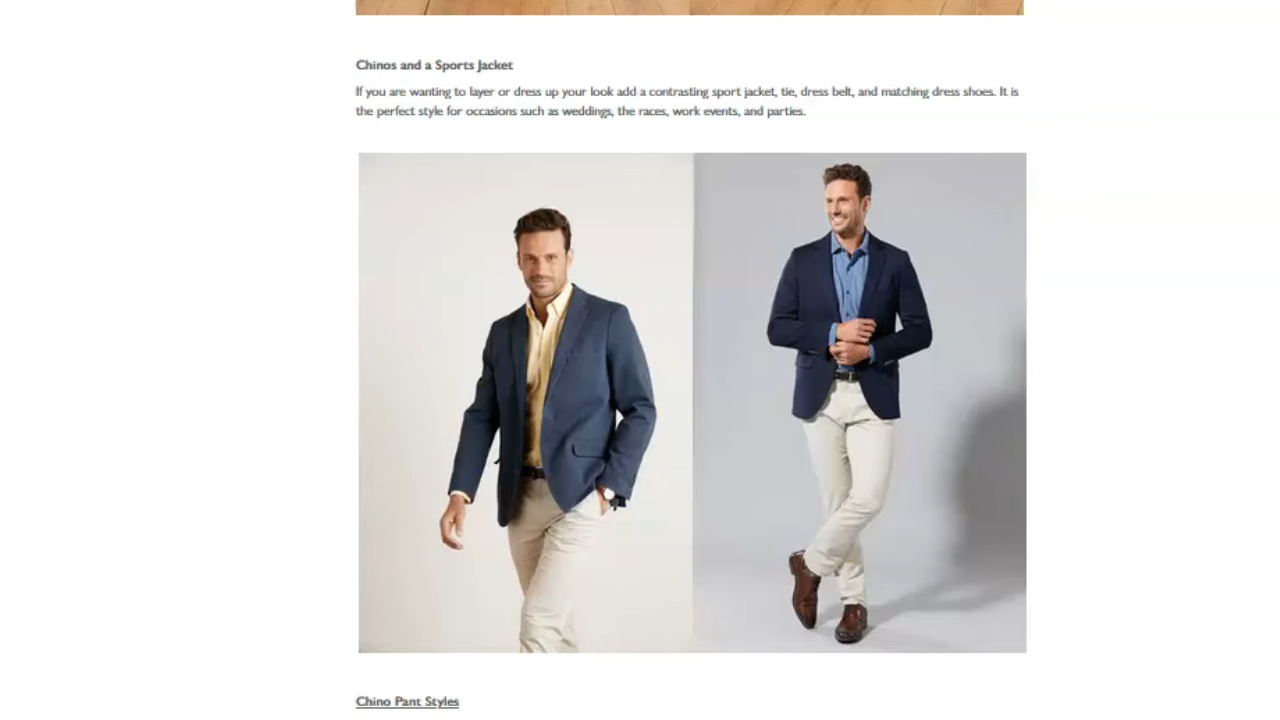 Chinos and a Sports Jacket
If you are wanting to layer or dress up your look add a contrasting sport jacket, tie, dress belt, and matching dress shoes. It is
the perfect style for occasions such as weddings, the races, work events, and parties.
Chino Pant Styles